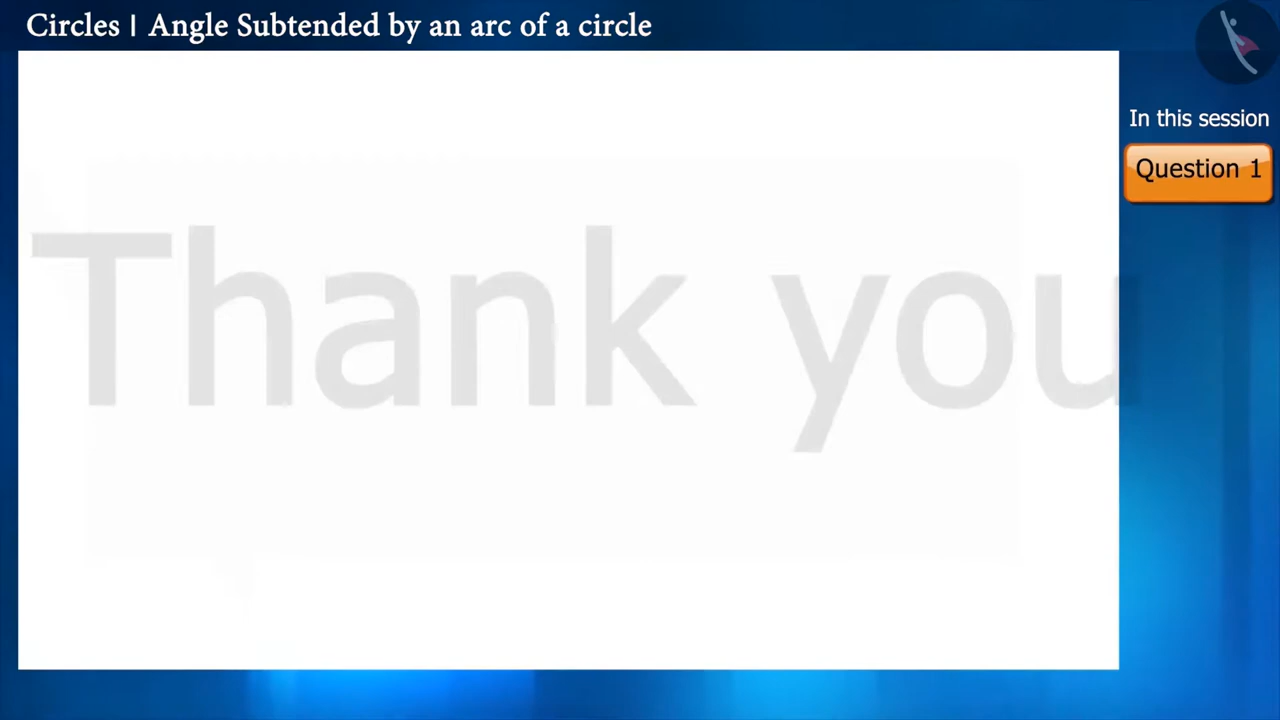 Circles | Angle Subtended by an arc of a circle
In this session
Question 1
Thank you